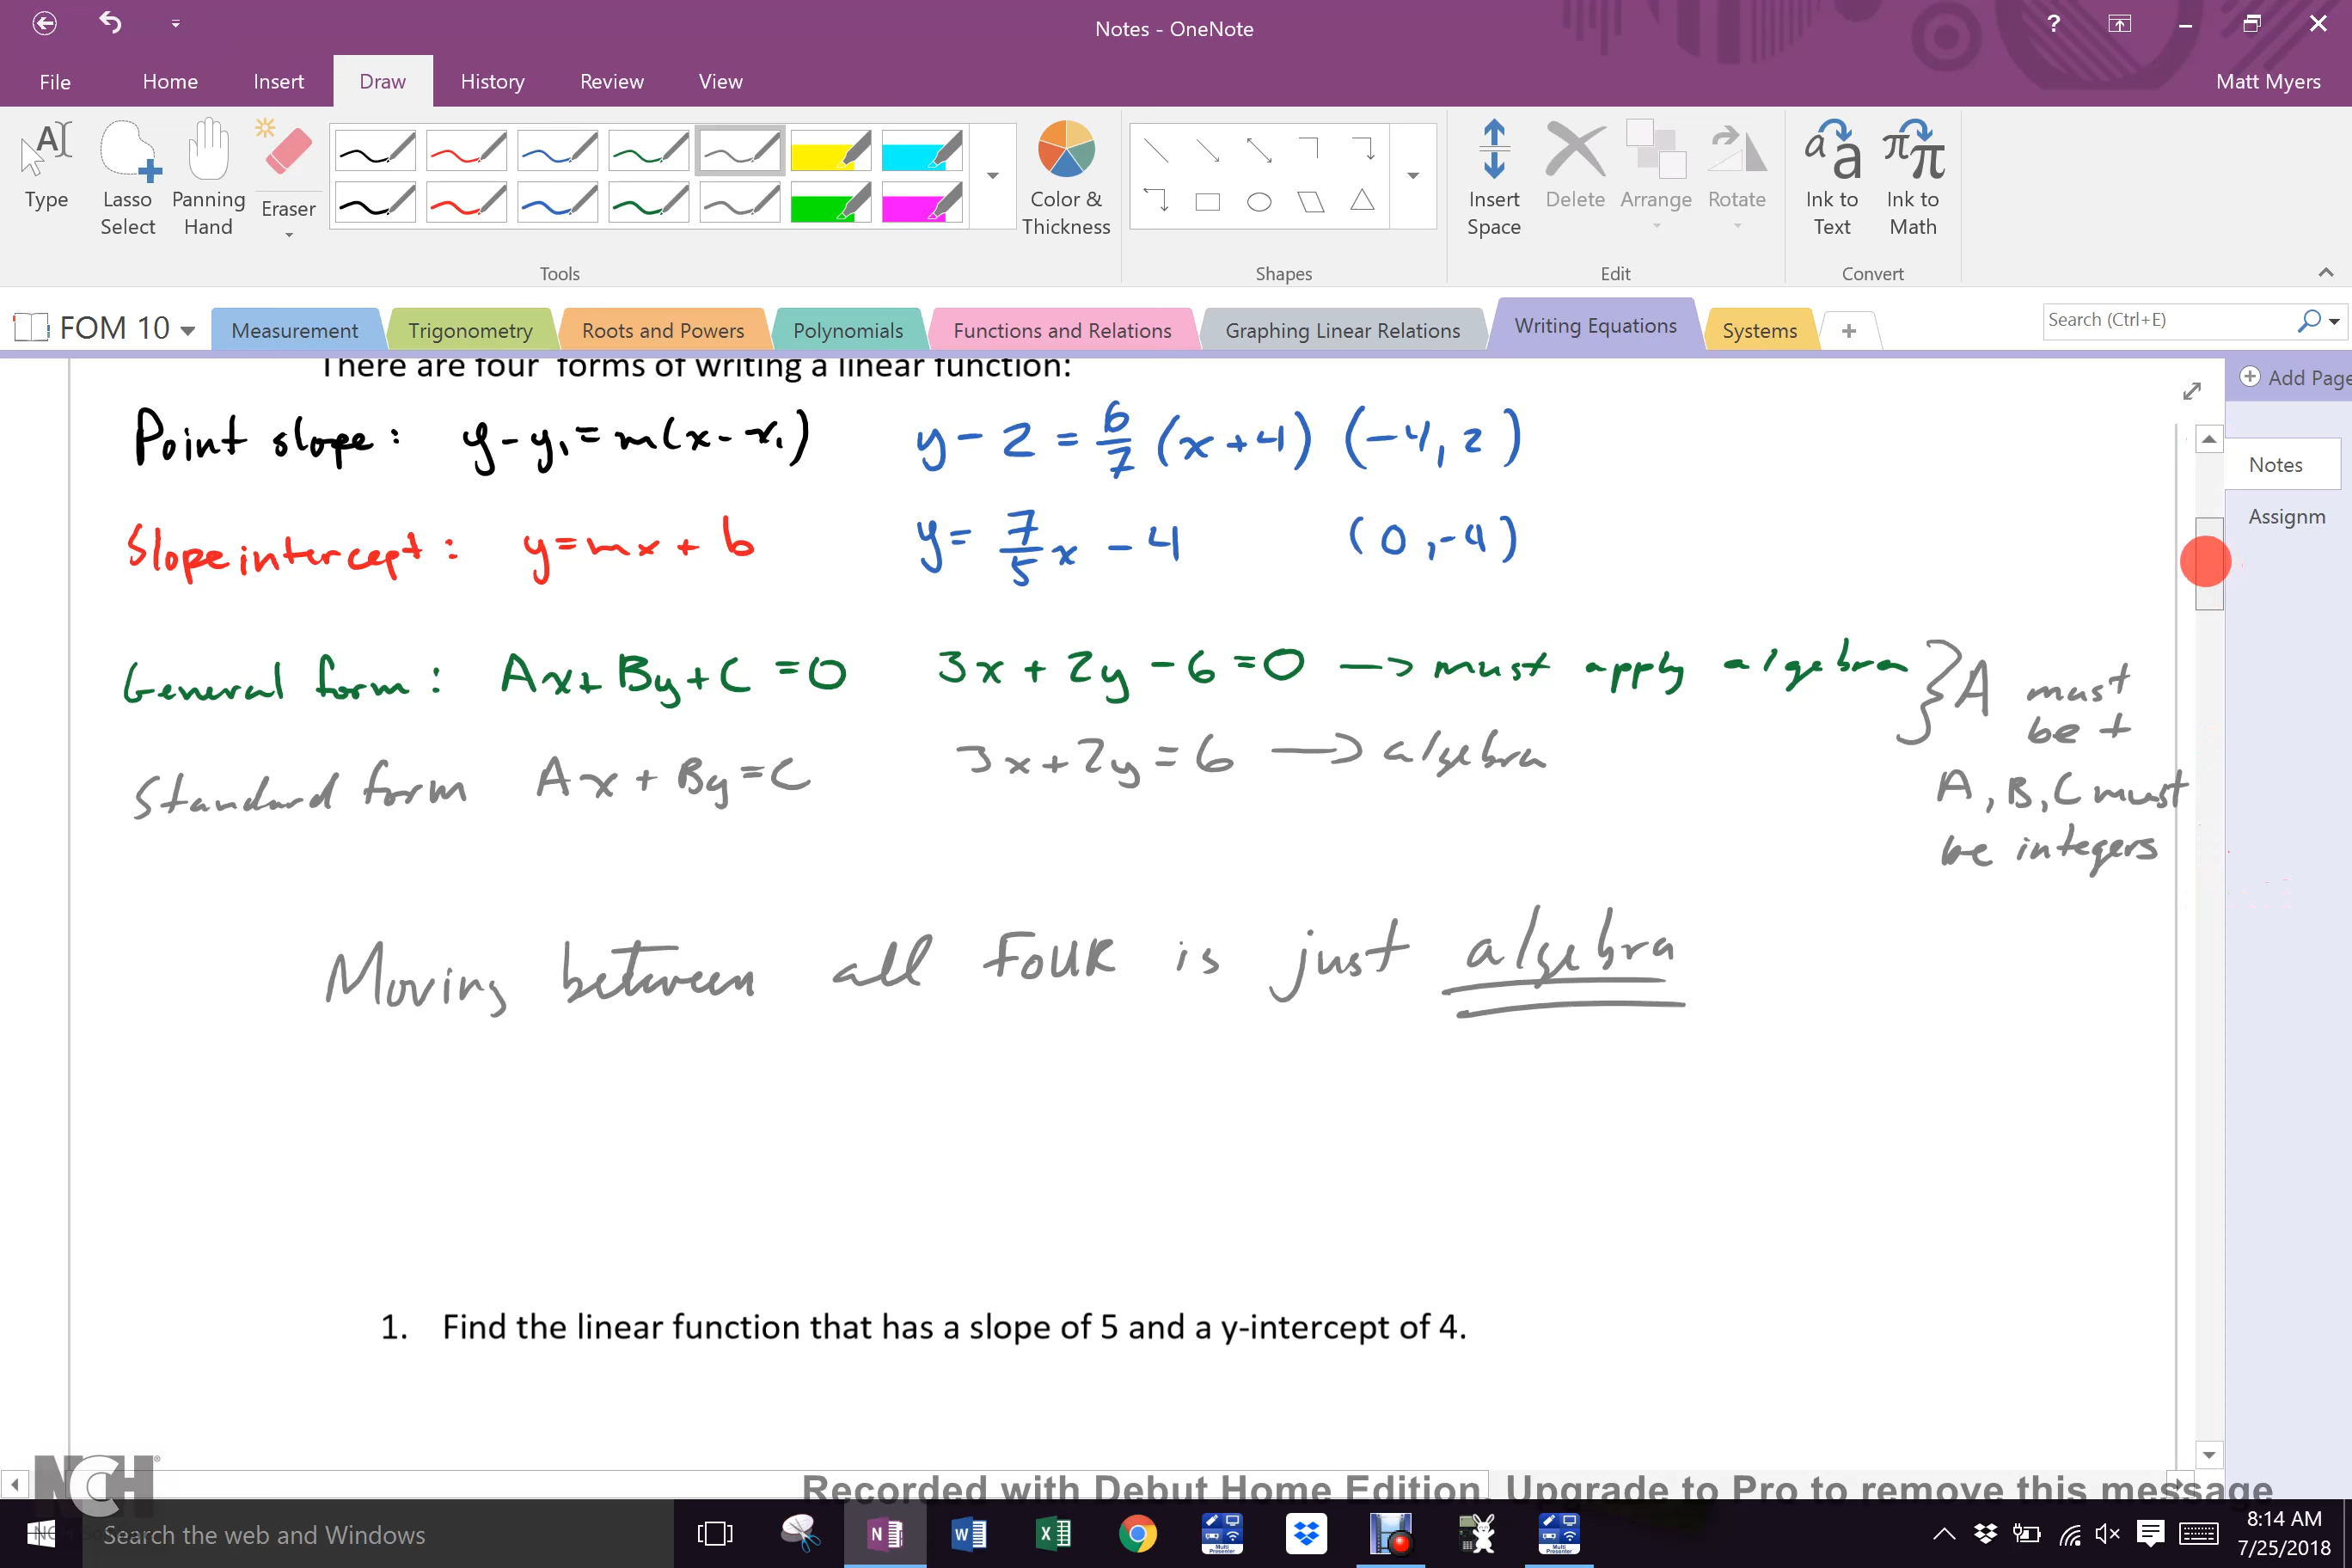 Notes - OneNote
File Home Insert Draw History Review View Matt Myers
Type Lasso Select Panning Hand Eraser Color & Thickness Insert Space Delete Arrange Rotate Ink to Text Ink to Math
Tools Shapes Edit Convert
FOM 10 Measurement Trigonometry Roots and Powers Polynomials Functions and Relations Graphing Linear Relations Writing Equations Systems + Search (Ctrl+E)
There are four forms of writing a linear function:
Add Page
Notes
Assignm
Point slope: y-y₁=m(x-x₁) y-2=6/7(x+4) (-4,2)
Slope intercept: y=mx+b y=7/5x-4 (0,-4)
General form: Ax+By+C=0 3x+2y-6=0 → must apply algebra } A must be +
Standard form Ax+By=C 3x+2y=6 → algebra
A, B, C must
be integers
Moving between all FOUR is just algebra
1. Find the linear function that has a slope of 5 and a y-intercept of 4.
NCH
Recorded with Debut Home Edition. Upgrade to Pro to remove this message
Search the web and Windows
8:14 AM
7/25/2018